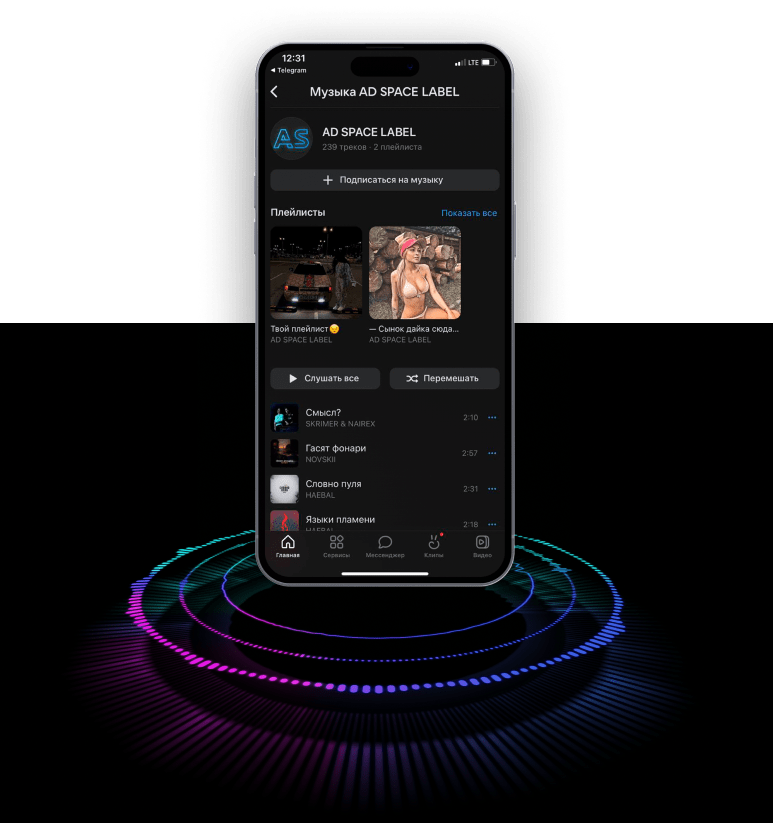 12:31
LTE
◄ Telegram
Музыка AD SPACE LABEL
AS
AD SPACE LABEL
239 треков · 2 плейлиста
+ Подписаться на музыку
Плейлисты
Показать все
Твой плейлист😏
AD SPACE LABEL
— Сынок дайка сюда...
AD SPACE LABEL
Слушать все
Перемешать
Смысл?
2:10
SKRIMER & NAIREX
Гасят фонари
2:57
NOVSKII
Словно пуля
2:31
HAEBAL
Языки пламени
2:18
HAEBAL
Главная
Сервисы
Мессенджер
Клипы
Видео